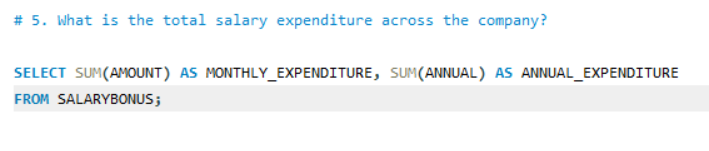 # 5. What is the total salary expenditure across the company?
SELECT SUM(AMOUNT) AS MONTHLY_EXPENDITURE, SUM(ANNUAL) AS ANNUAL_EXPENDITURE
FROM SALARYBONUS;